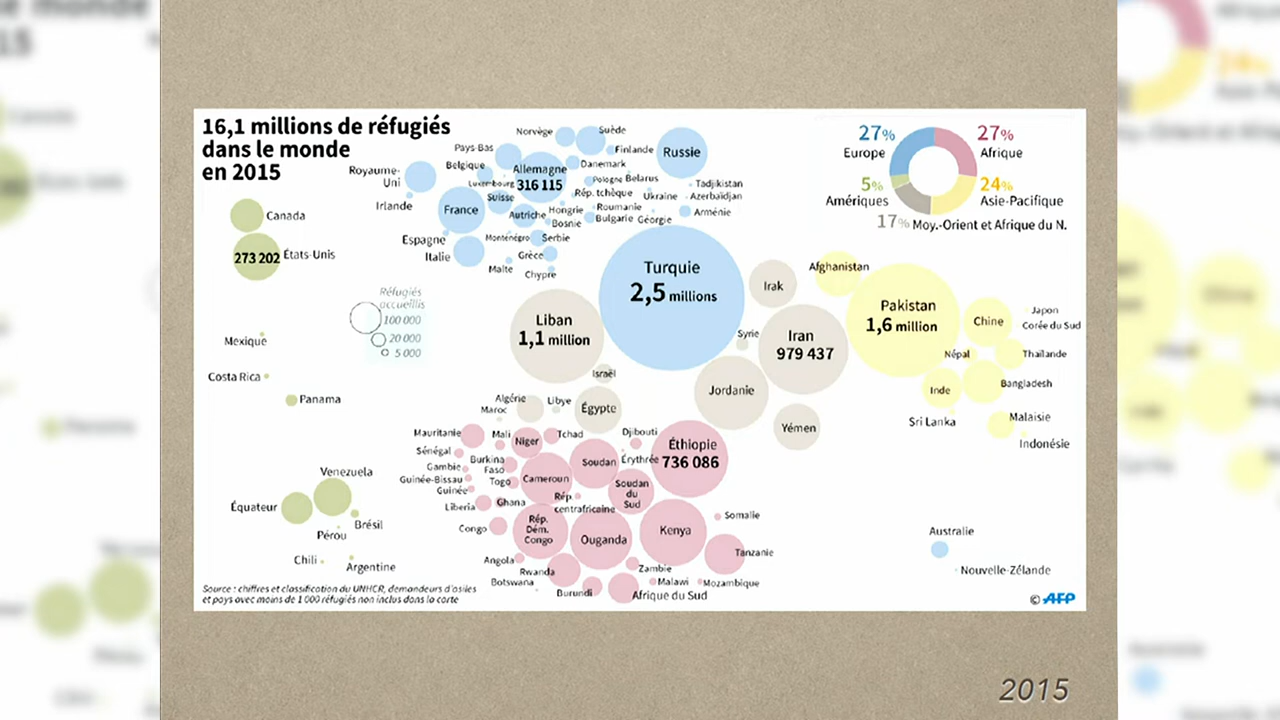 16,1 millions de réfugiés
dans le monde
en 2015
Norvège
Suède
Pays-Bas
Finlande
Russie
Royaume-
Uni
Belgique
Allemagne
316 115
Danemark
Luxembourg
Pologne
Belarus
Tadjikistan
Irlande
France
Suisse
Rép. tchèque
Ukraine
Azerbaïdjan
Autriche
Hongrie
Roumanie
Bosnie
Bulgarie
Géorgie
Arménie
Espagne
Italie
Monténégro
Serbie
Grèce
Malte
Chypre
Canada
273 202
États-Unis
27%
Europe
27%
Afrique
5%
Amériques
24%
Asie-Pacifique
17%
Moy.-Orient et Afrique du N.
Réfugiés
accueillis
100 000
20 000
5 000
Turquie
2,5 millions
Liban
1,1 million
Irak
Syrie
Iran
979 437
Israël
Jordanie
Yémen
Égypte
Algérie
Maroc
Libye
Afghanistan
Pakistan
1,6 million
Chine
Japon
Corée du Sud
Népal
Thaïlande
Inde
Bangladesh
Sri Lanka
Malaisie
Indonésie
Mexique
Costa Rica
Panama
Venezuela
Équateur
Brésil
Pérou
Chili
Argentine
Mauritanie
Mali
Niger
Tchad
Djibouti
Éthiopie
736 086
Sénégal
Gambie
Burkina
Faso
Soudan
Érythrée
Guinée-Bissau
Guinée
Togo
Cameroun
Soudan
du
Sud
Liberia
Ghana
Rép
centrafricaine
Congo
Rép.
Dém.
Congo
Ouganda
Kenya
Somalie
Tanzanie
Angola
Rwanda
Botswana
Burundi
Zambie
Malawi
Mozambique
Afrique du Sud
Australie
Nouvelle-Zélande
Source : chiffres et classification du UNHCR, demandeurs d'asiles
et pays avec moins de 1 000 réfugiés non inclus dans la carte
© AFP
2015